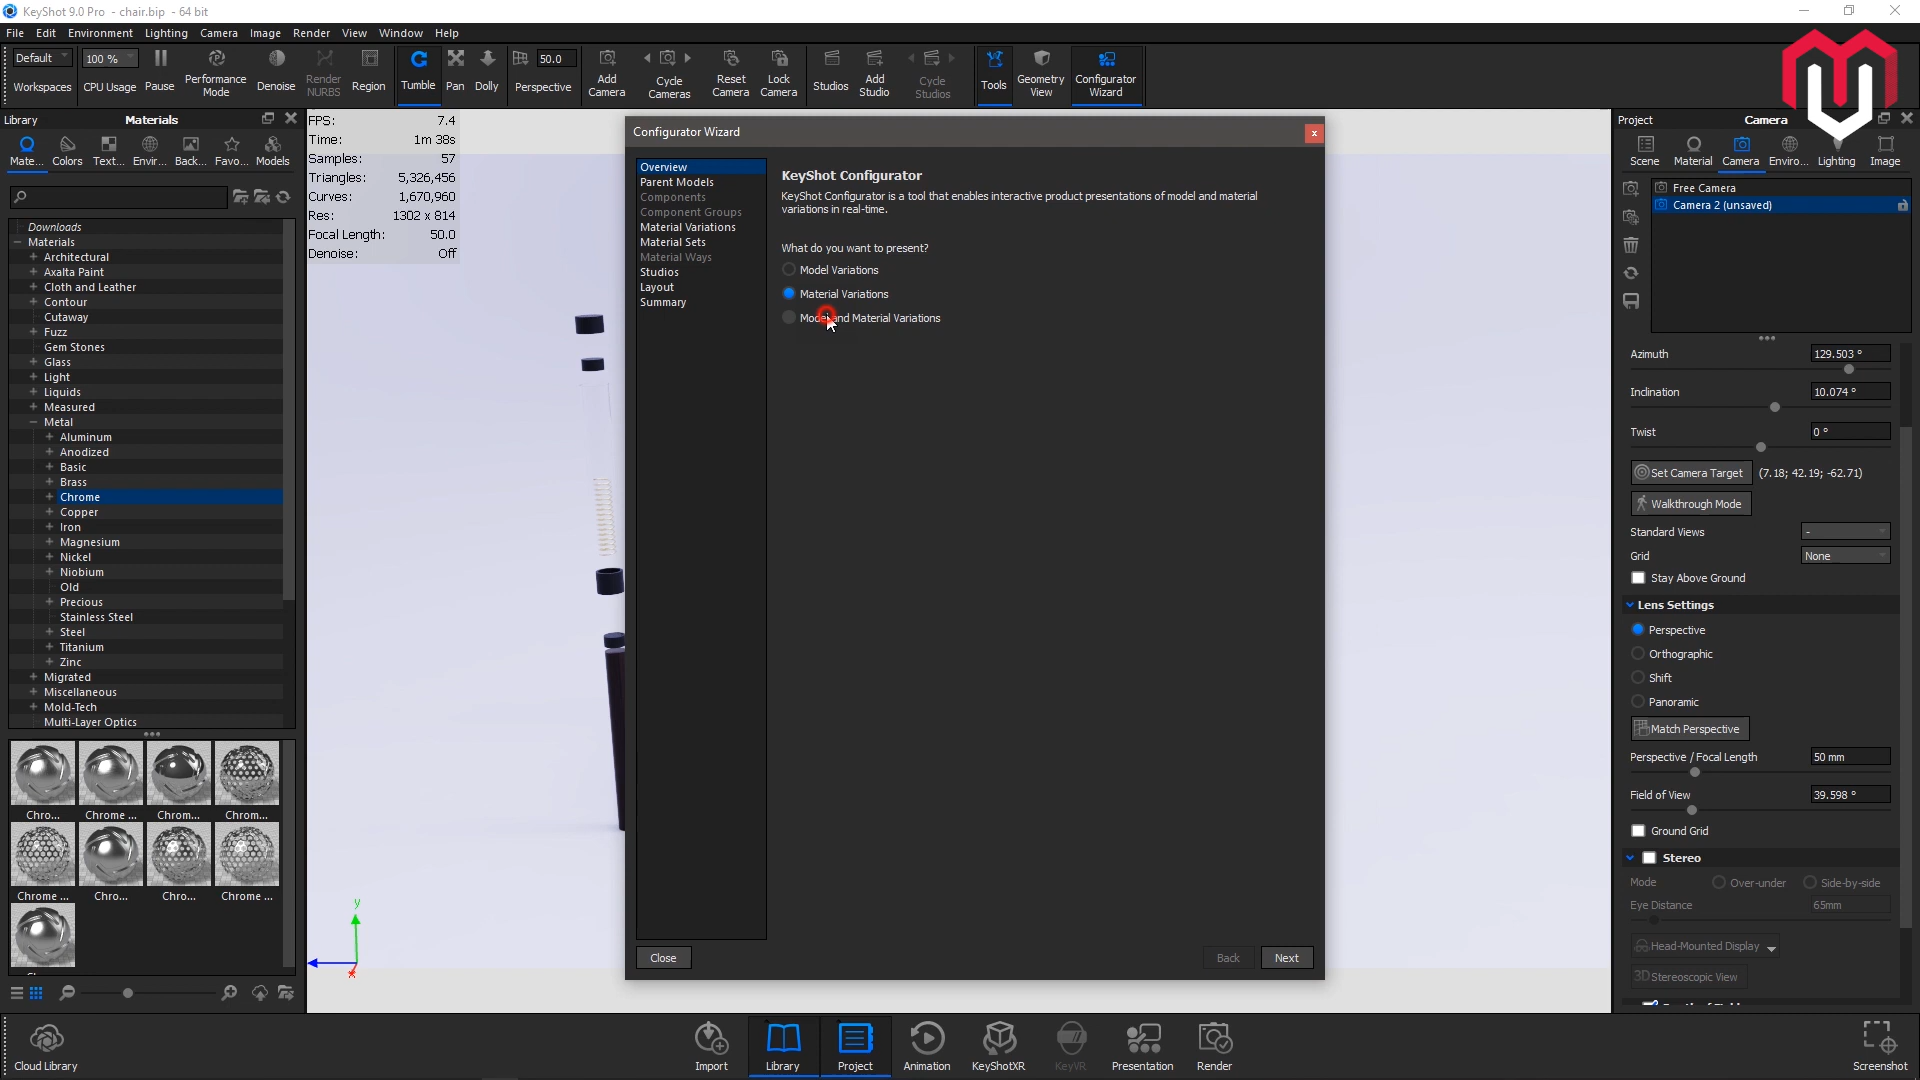 KeyShot 9.0 Pro - chair.bip - 64 bit
File Edit Environment Lighting Camera Image Render View Window Help
Default 100 % 50.0
Workspaces CPU Usage Pause Performance Mode Denoise Render NURBS Region Tumble Pan Dolly Perspective Add Camera Cycle Cameras Reset Camera Lock Camera Studios Add Studio Cycle Studios Tools Geometry View Configurator Wizard
Library Materials
Mate... Colors Text... Envir... Back... Favo... Models
Downloads
Materials
Architectural
Axalta Paint
Cloth and Leather
Contour
Cutaway
Fuzz
Gem Stones
Glass
Light
Liquids
Measured
Metal
Aluminum
Anodized
Basic
Brass
Chrome
Copper
Iron
Magnesium
Nickel
Niobium
Old
Precious
Stainless Steel
Steel
Titanium
Zinc
Migrated
Miscellaneous
Mold-Tech
Multi-Layer Optics
Chro... Chrome ... Chrom... Chrom...
Chrome ... Chro... Chro... Chrome ...
FPS: 7.4
Time: 1m 38s
Samples: 57
Triangles: 5,326,456
Curves: 1,670,960
Res: 1302 x 814
Focal Length: 50.0
Denoise: Off
y
x
Configurator Wizard
x
Overview
Parent Models
Components
Component Groups
Material Variations
Material Sets
Material Ways
Studios
Layout
Summary
KeyShot Configurator
KeyShot Configurator is a tool that enables interactive product presentations of model and material
variations in real-time.
What do you want to present?
Model Variations
Material Variations
Model and Material Variations
Close Back Next
Project Camera
Scene Material Camera Enviro... Lighting Image
Free Camera
Camera 2 (unsaved)
Azimuth 129.503 °
Inclination 10.074 °
Twist 0 °
Set Camera Target (7.18; 42.19; -62.71)
Walkthrough Mode
Standard Views -
Grid None
Stay Above Ground
Lens Settings
Perspective
Orthographic
Shift
Panoramic
Match Perspective
Perspective / Focal Length 50 mm
Field of View 39.598 °
Ground Grid
Stereo
Mode Over-under Side-by-side
Eye Distance 65mm
Head-Mounted Display
3D Stereoscopic View
Cloud Library Import Library Project Animation KeyShotXR KeyVR Presentation Render Screenshot